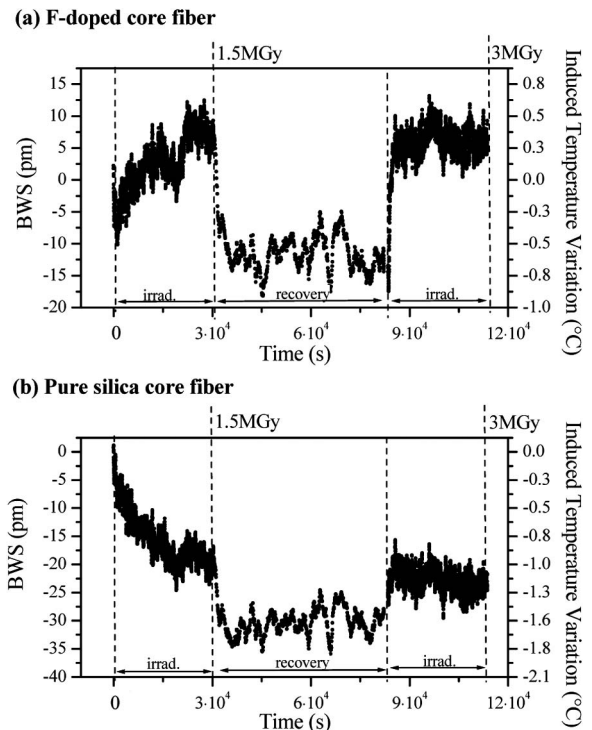 (a) F-doped core fiber
1.5MGy
3MGy
BWS (pm)
15
10
5
0
-5
-10
-15
-20
0.8
0.5
0.3
0.0
-0.3
-0.5
-0.8
-1.0
Induced Temperature Variation (°C)
irrad.
recovery
irrad.
0
3·10⁴
6·10⁴
9·10⁴
12·10⁴
Time (s)
(b) Pure silica core fiber
1.5MGy
3MGy
BWS (pm)
0
-5
-10
-15
-20
-25
-30
-35
-40
0.0
-0.3
-0.5
-0.8
-1.0
-1.3
-1.6
-1.8
-2.1
Induced Temperature Variation (°C)
irrad.
recovery
irrad.
0
3·10⁴
6·10⁴
9·10⁴
12·10⁴
Time (s)